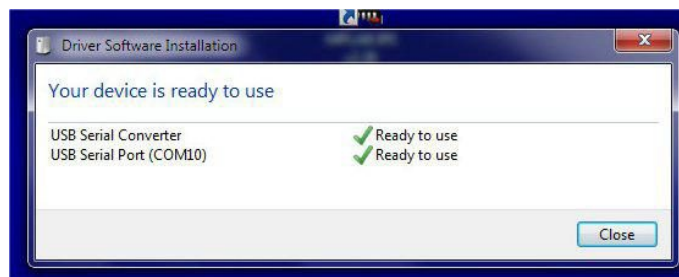 Driver Software Installation
Your device is ready to use
USB Serial Converter Ready to use
USB Serial Port (COM10) Ready to use
Close